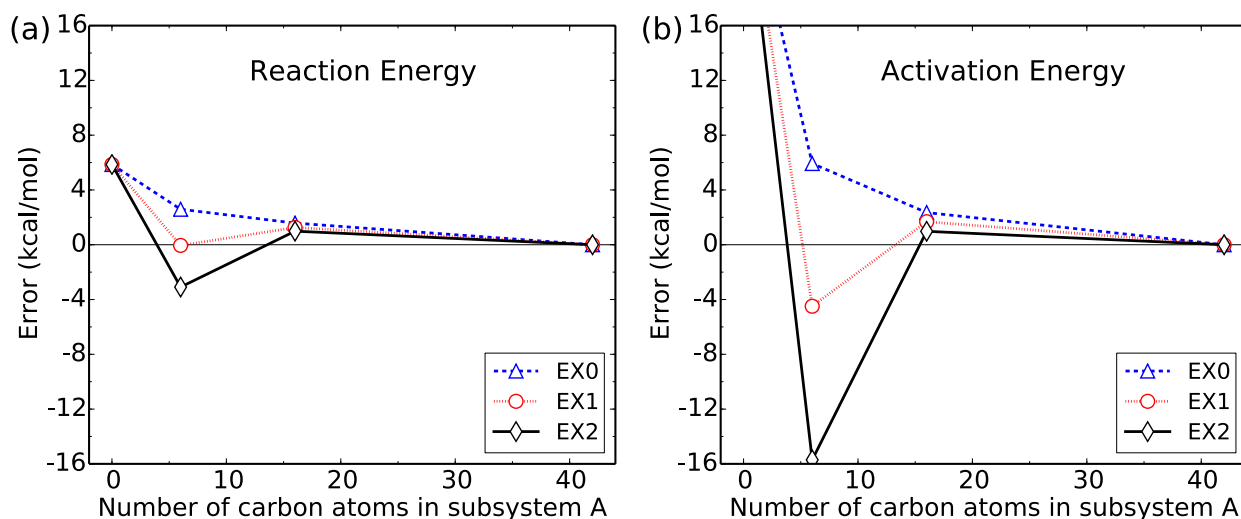 (a)
Reaction Energy
Error (kcal/mol)
16
12
8
4
0
-4
-8
-12
-16
0
10
20
30
40
Number of carbon atoms in subsystem A
EX0
EX1
EX2
(b)
Activation Energy
Error (kcal/mol)
16
12
8
4
0
-4
-8
-12
-16
0
10
20
30
40
Number of carbon atoms in subsystem A
EX0
EX1
EX2